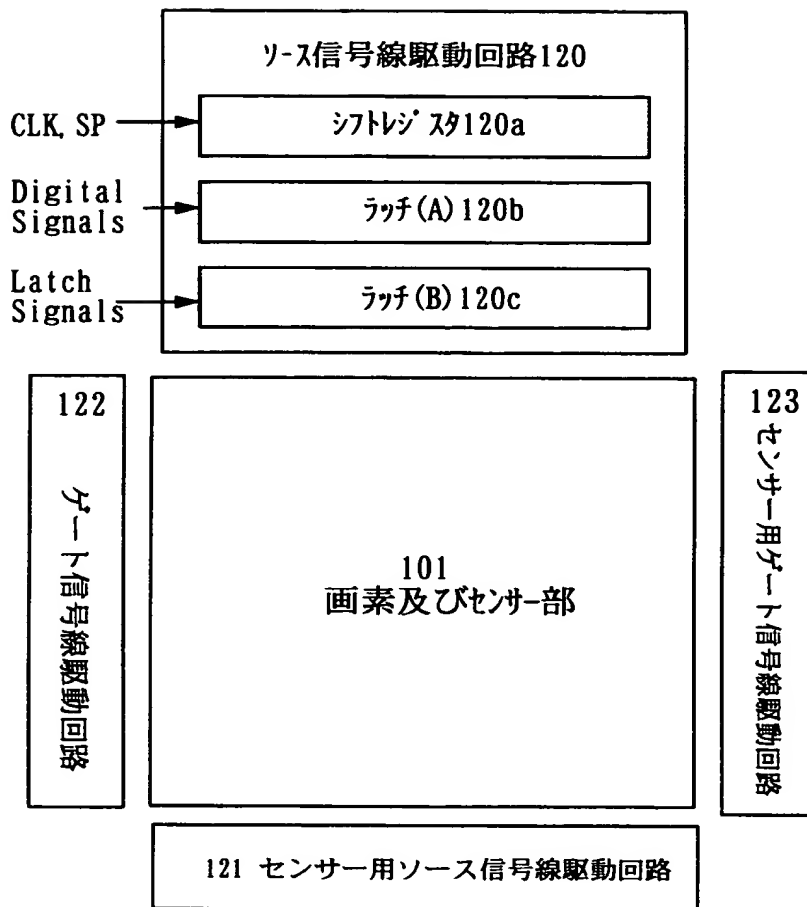 ソース信号線駆動回路120
CLK, SP
シフトレジスタ120a
Digital
Signals
ラッチ(A)120b
Latch
Signals
ラッチ(B)120c
122
ゲート信号線駆動回路
101
画素及びセンサー部
123
センサー用ゲート信号線駆動回路
121 センサー用ソース信号線駆動回路